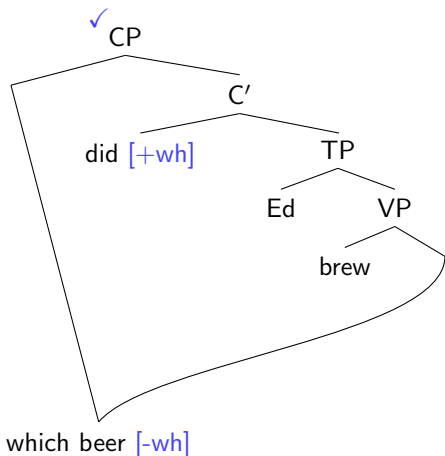 ✓
CP
C′
did [+wh]
TP
Ed
VP
brew
which beer [-wh]